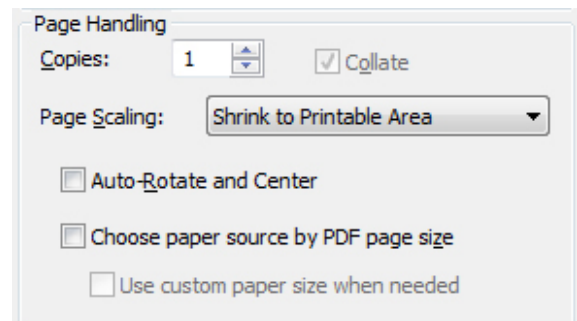 Page Handling
Copies: 1 Collate
Page Scaling: Shrink to Printable Area
Auto-Rotate and Center
Choose paper source by PDF page size
Use custom paper size when needed